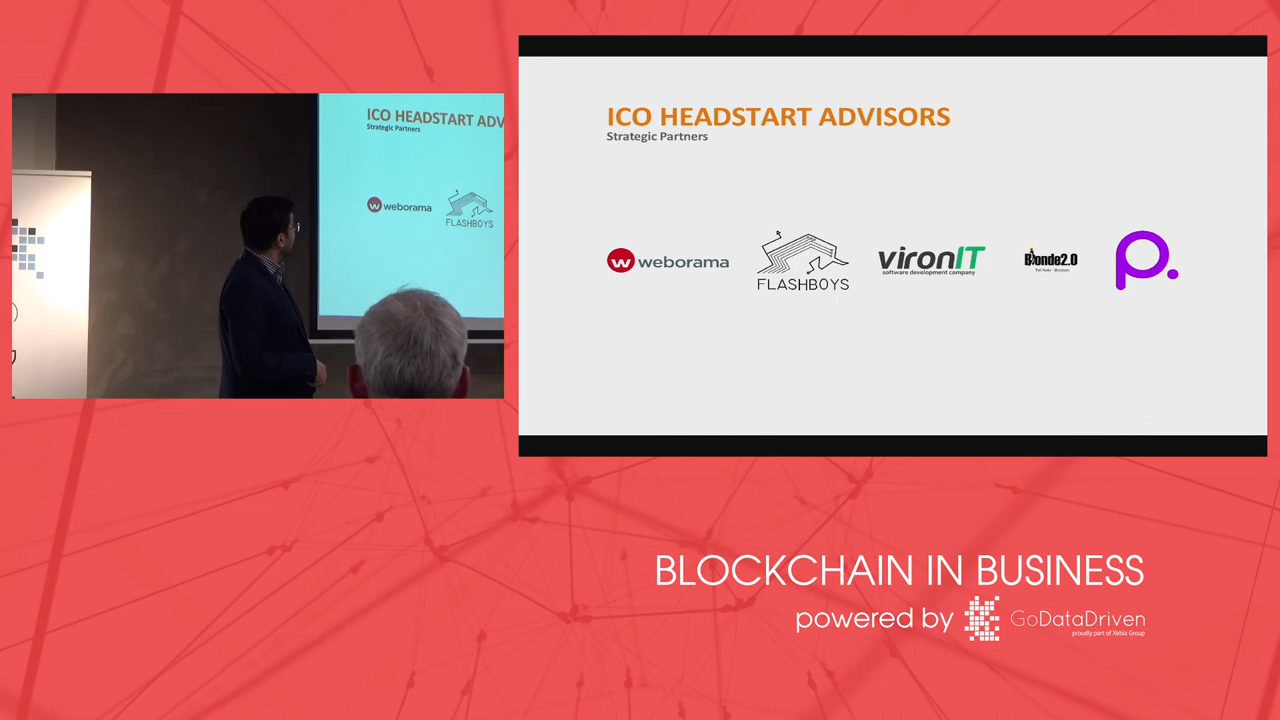 ICO HEADSTART ADV
Strategic Partners
weborama
FLASHBOYS
ICO HEADSTART ADVISORS
Strategic Partners
w weborama
FLASHBOYS
vironIT
software development company
Blonde2.0
Tel Aviv - Boston
p.
BLOCKCHAIN IN BUSINESS
powered by
GoDataDriven
proudly part of Xebia Group